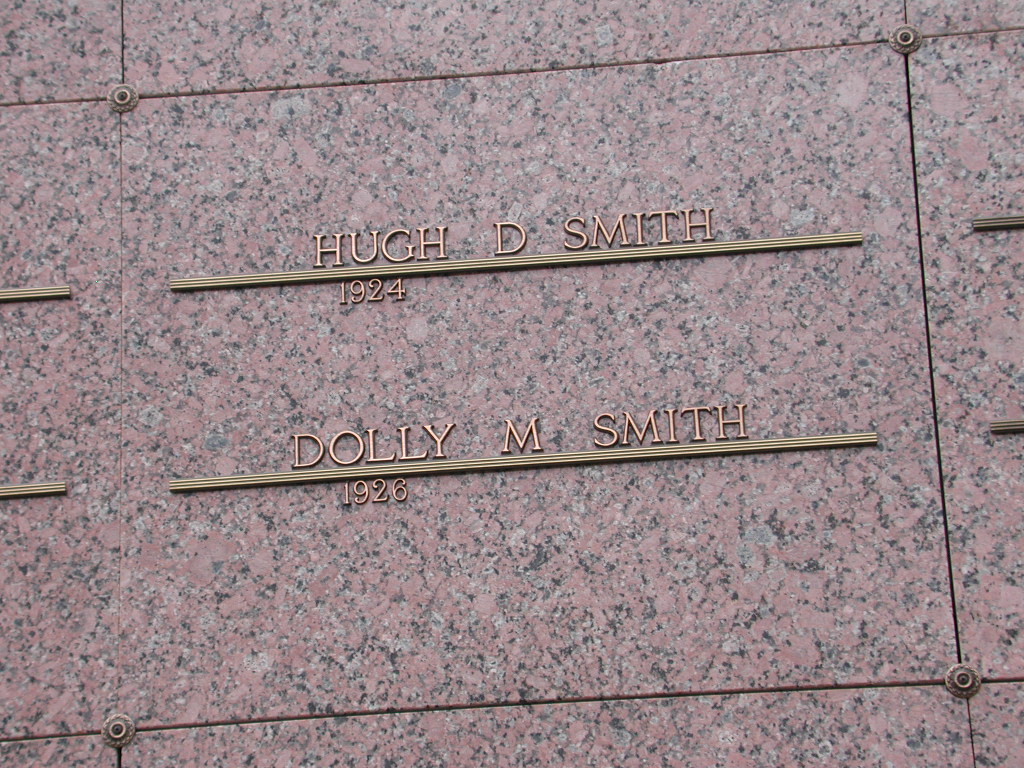 HUGH D SMITH
1924
DOLLY M SMITH
1926